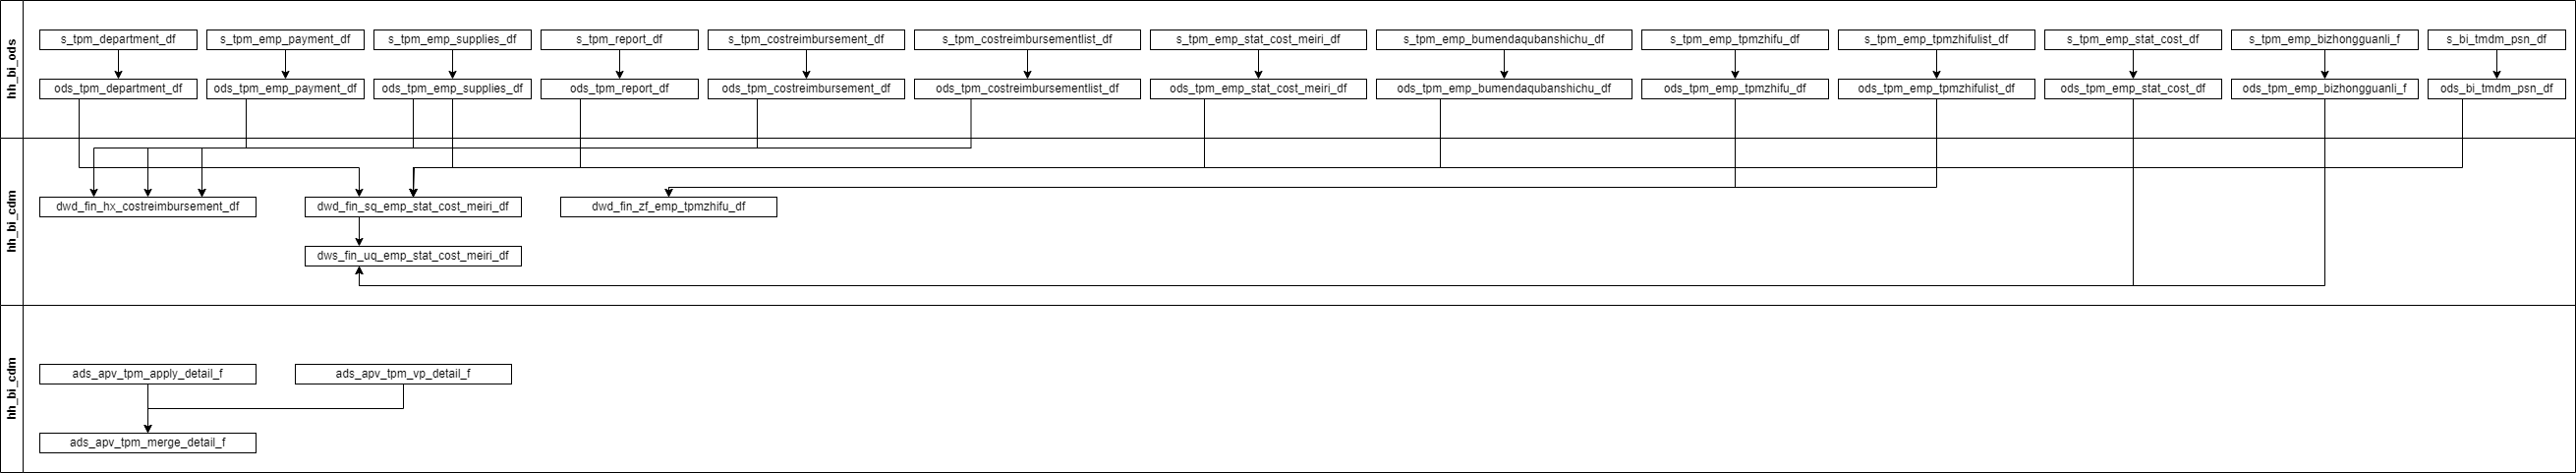 hh_bi_ods
s_tpm_department_df
s_tpm_emp_payment_df
s_tpm_emp_supplies_df
s_tpm_report_df
s_tpm_costreimbursement_df
s_tpm_costreimbursementlist_df
s_tpm_emp_stat_cost_meiri_df
s_tpm_emp_bumendaqubanshichu_df
s_tpm_emp_tpmzhifu_df
s_tpm_emp_tpmzhifulist_df
s_tpm_emp_stat_cost_df
s_tpm_emp_bizhongguanli_f
s_bi_tmdm_psn_df
ods_tpm_department_df
ods_tpm_emp_payment_df
ods_tpm_emp_supplies_df
ods_tpm_report_df
ods_tpm_costreimbursement_df
ods_tpm_costreimbursementlist_df
ods_tpm_emp_stat_cost_meiri_df
ods_tpm_emp_bumendaqubanshichu_df
ods_tpm_emp_tpmzhifu_df
ods_tpm_emp_tpmzhifulist_df
ods_tpm_emp_stat_cost_df
ods_tpm_emp_bizhongguanli_f
ods_bi_tmdm_psn_df
hh_bi_cdm
dwd_fin_hx_costreimbursement_df
dwd_fin_sq_emp_stat_cost_meiri_df
dwd_fin_zf_emp_tpmzhifu_df
dws_fin_uq_emp_stat_cost_meiri_df
hh_bi_cdm
ads_apv_tpm_apply_detail_f
ads_apv_tpm_vp_detail_f
ads_apv_tpm_merge_detail_f